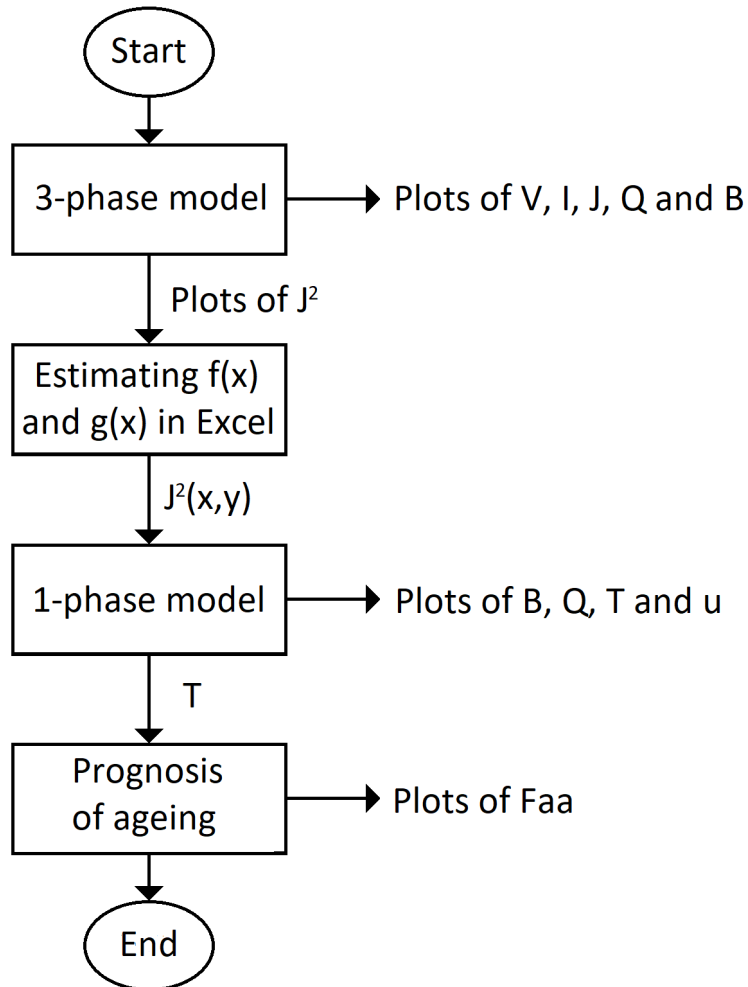 Start
3-phase model
Plots of V, I, J, Q and B
Plots of J²
Estimating f(x)
and g(x) in Excel
J²(x,y)
1-phase model
Plots of B, Q, T and u
T
Prognosis
of ageing
Plots of Faa
End